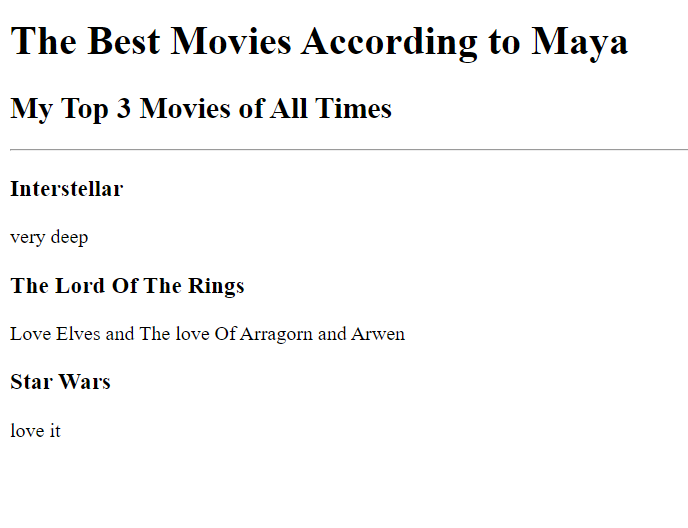 The Best Movies According to Maya
My Top 3 Movies of All Times
Interstellar
very deep
The Lord Of The Rings
Love Elves and The love Of Arragorn and Arwen
Star Wars
love it